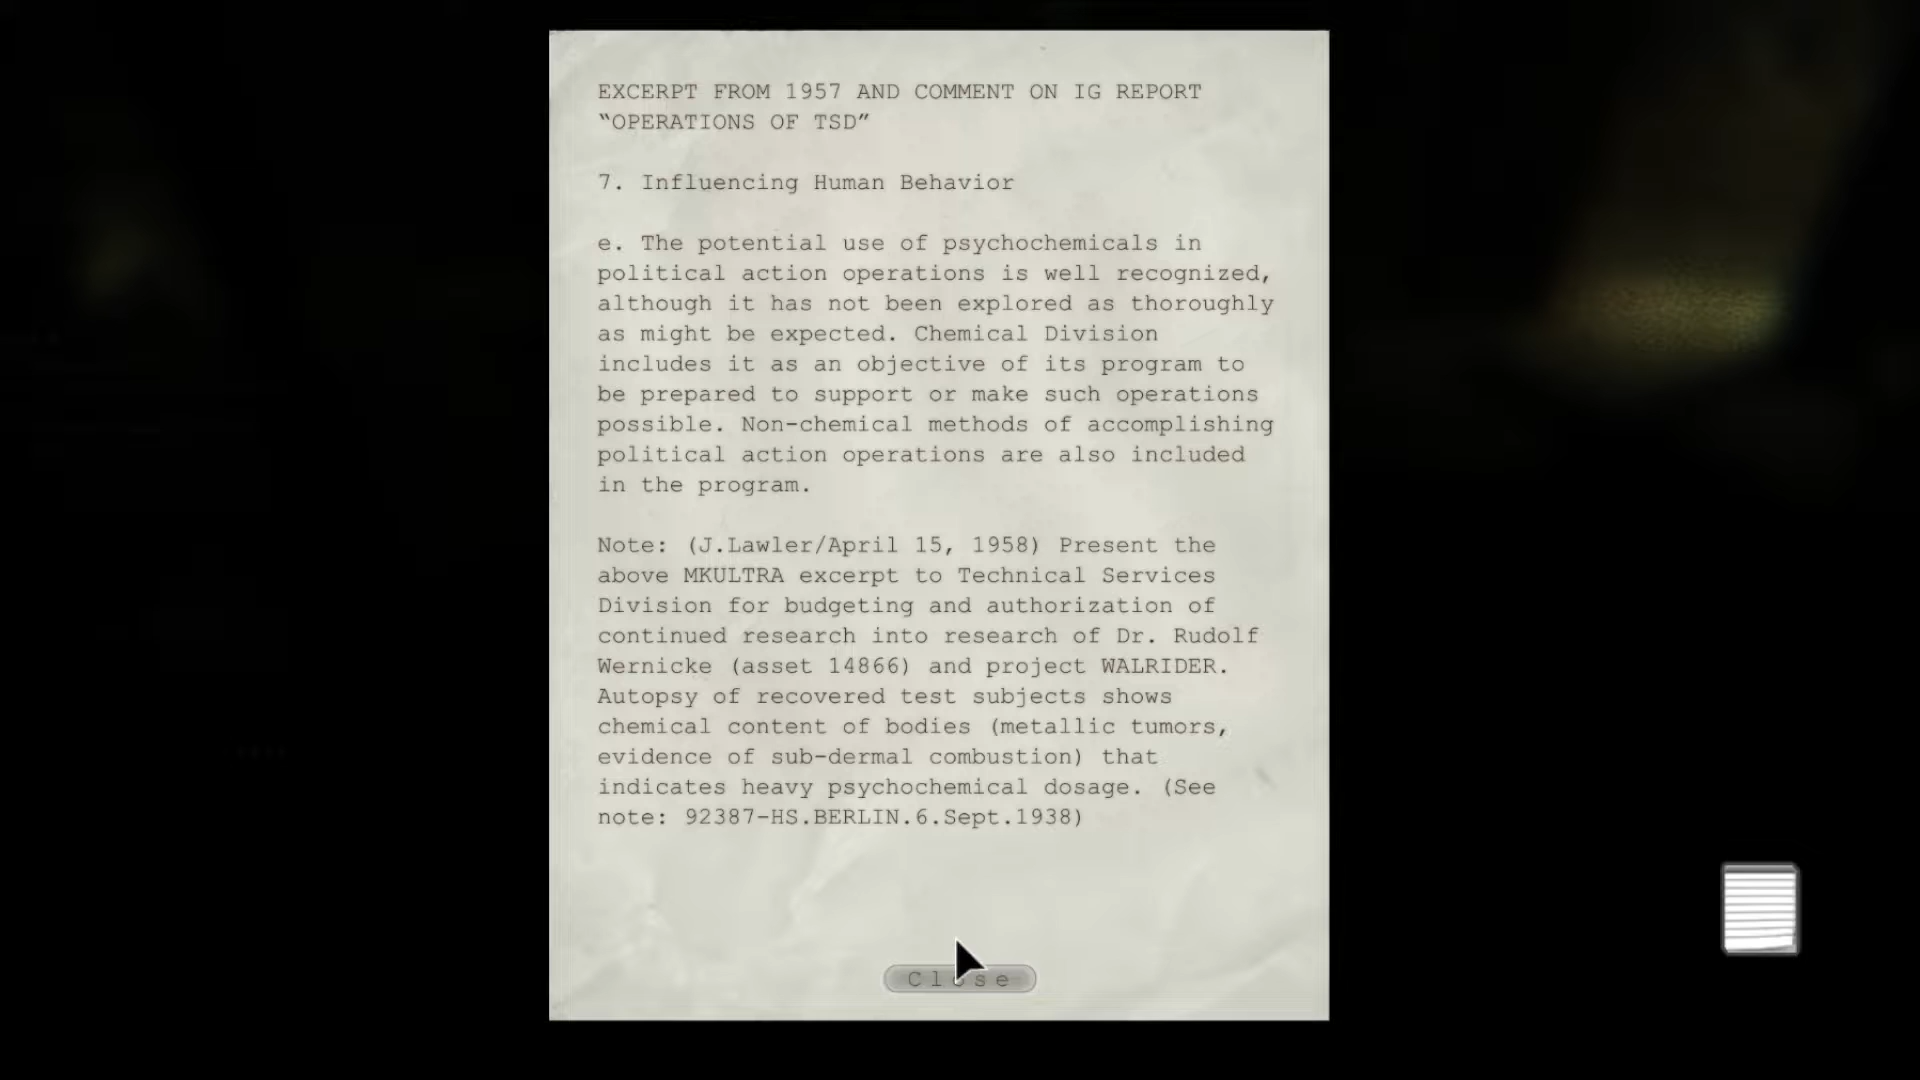 EXCERPT FROM 1957 AND COMMENT ON IG REPORT
“OPERATIONS OF TSD”
7. Influencing Human Behavior
e. The potential use of psychochemicals in
political action operations is well recognized,
although it has not been explored as thoroughly
as might be expected. Chemical Division
includes it as an objective of its program to
be prepared to support or make such operations
possible. Non-chemical methods of accomplishing
political action operations are also included
in the program.
Note: (J.Lawler/April 15, 1958) Present the
above MKULTRA excerpt to Technical Services
Division for budgeting and authorization of
continued research into research of Dr. Rudolf
Wernicke (asset 14866) and project WALRIDER.
Autopsy of recovered test subjects shows
chemical content of bodies (metallic tumors,
evidence of sub-dermal combustion) that
indicates heavy psychochemical dosage. (See
note: 92387-HS.BERLIN.6.Sept.1938)
Close